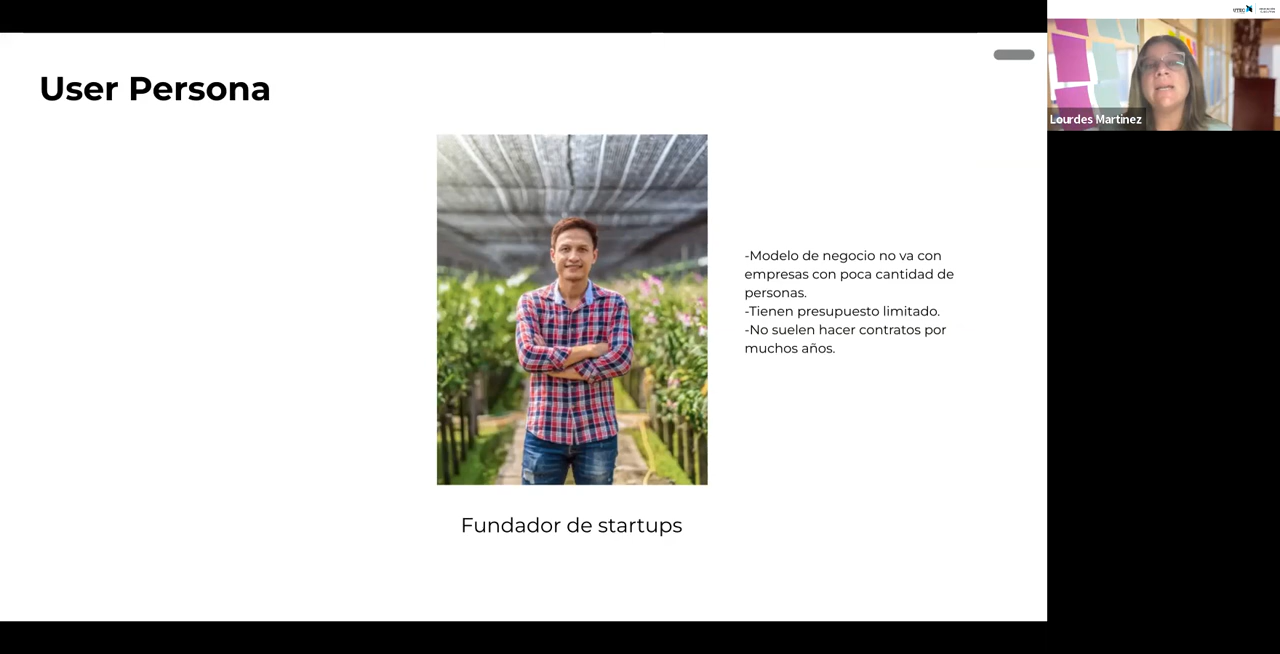 User Persona
-Modelo de negocio no va con
empresas con poca cantidad de
personas.
-Tienen presupuesto limitado.
-No suelen hacer contratos por
muchos años.
Fundador de startups
UTEC
Lourdes Martinez